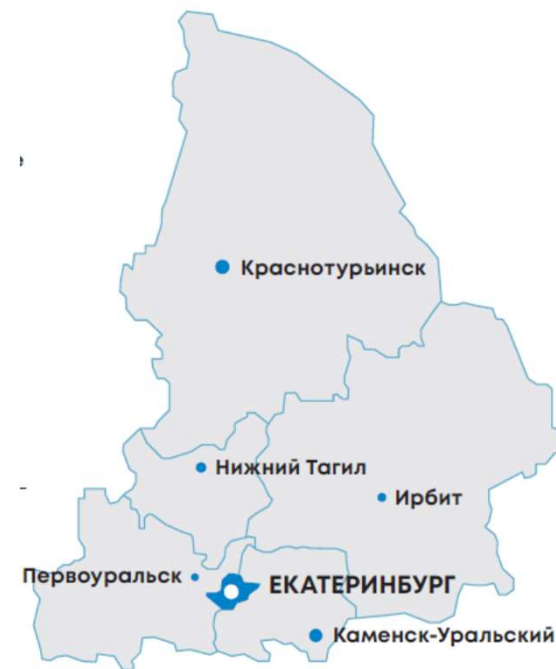 е
Краснотурьинск
Нижний Тагил
Ирбит
Первоуральск
ЕКАТЕРИНБУРГ
Каменск-Уральский